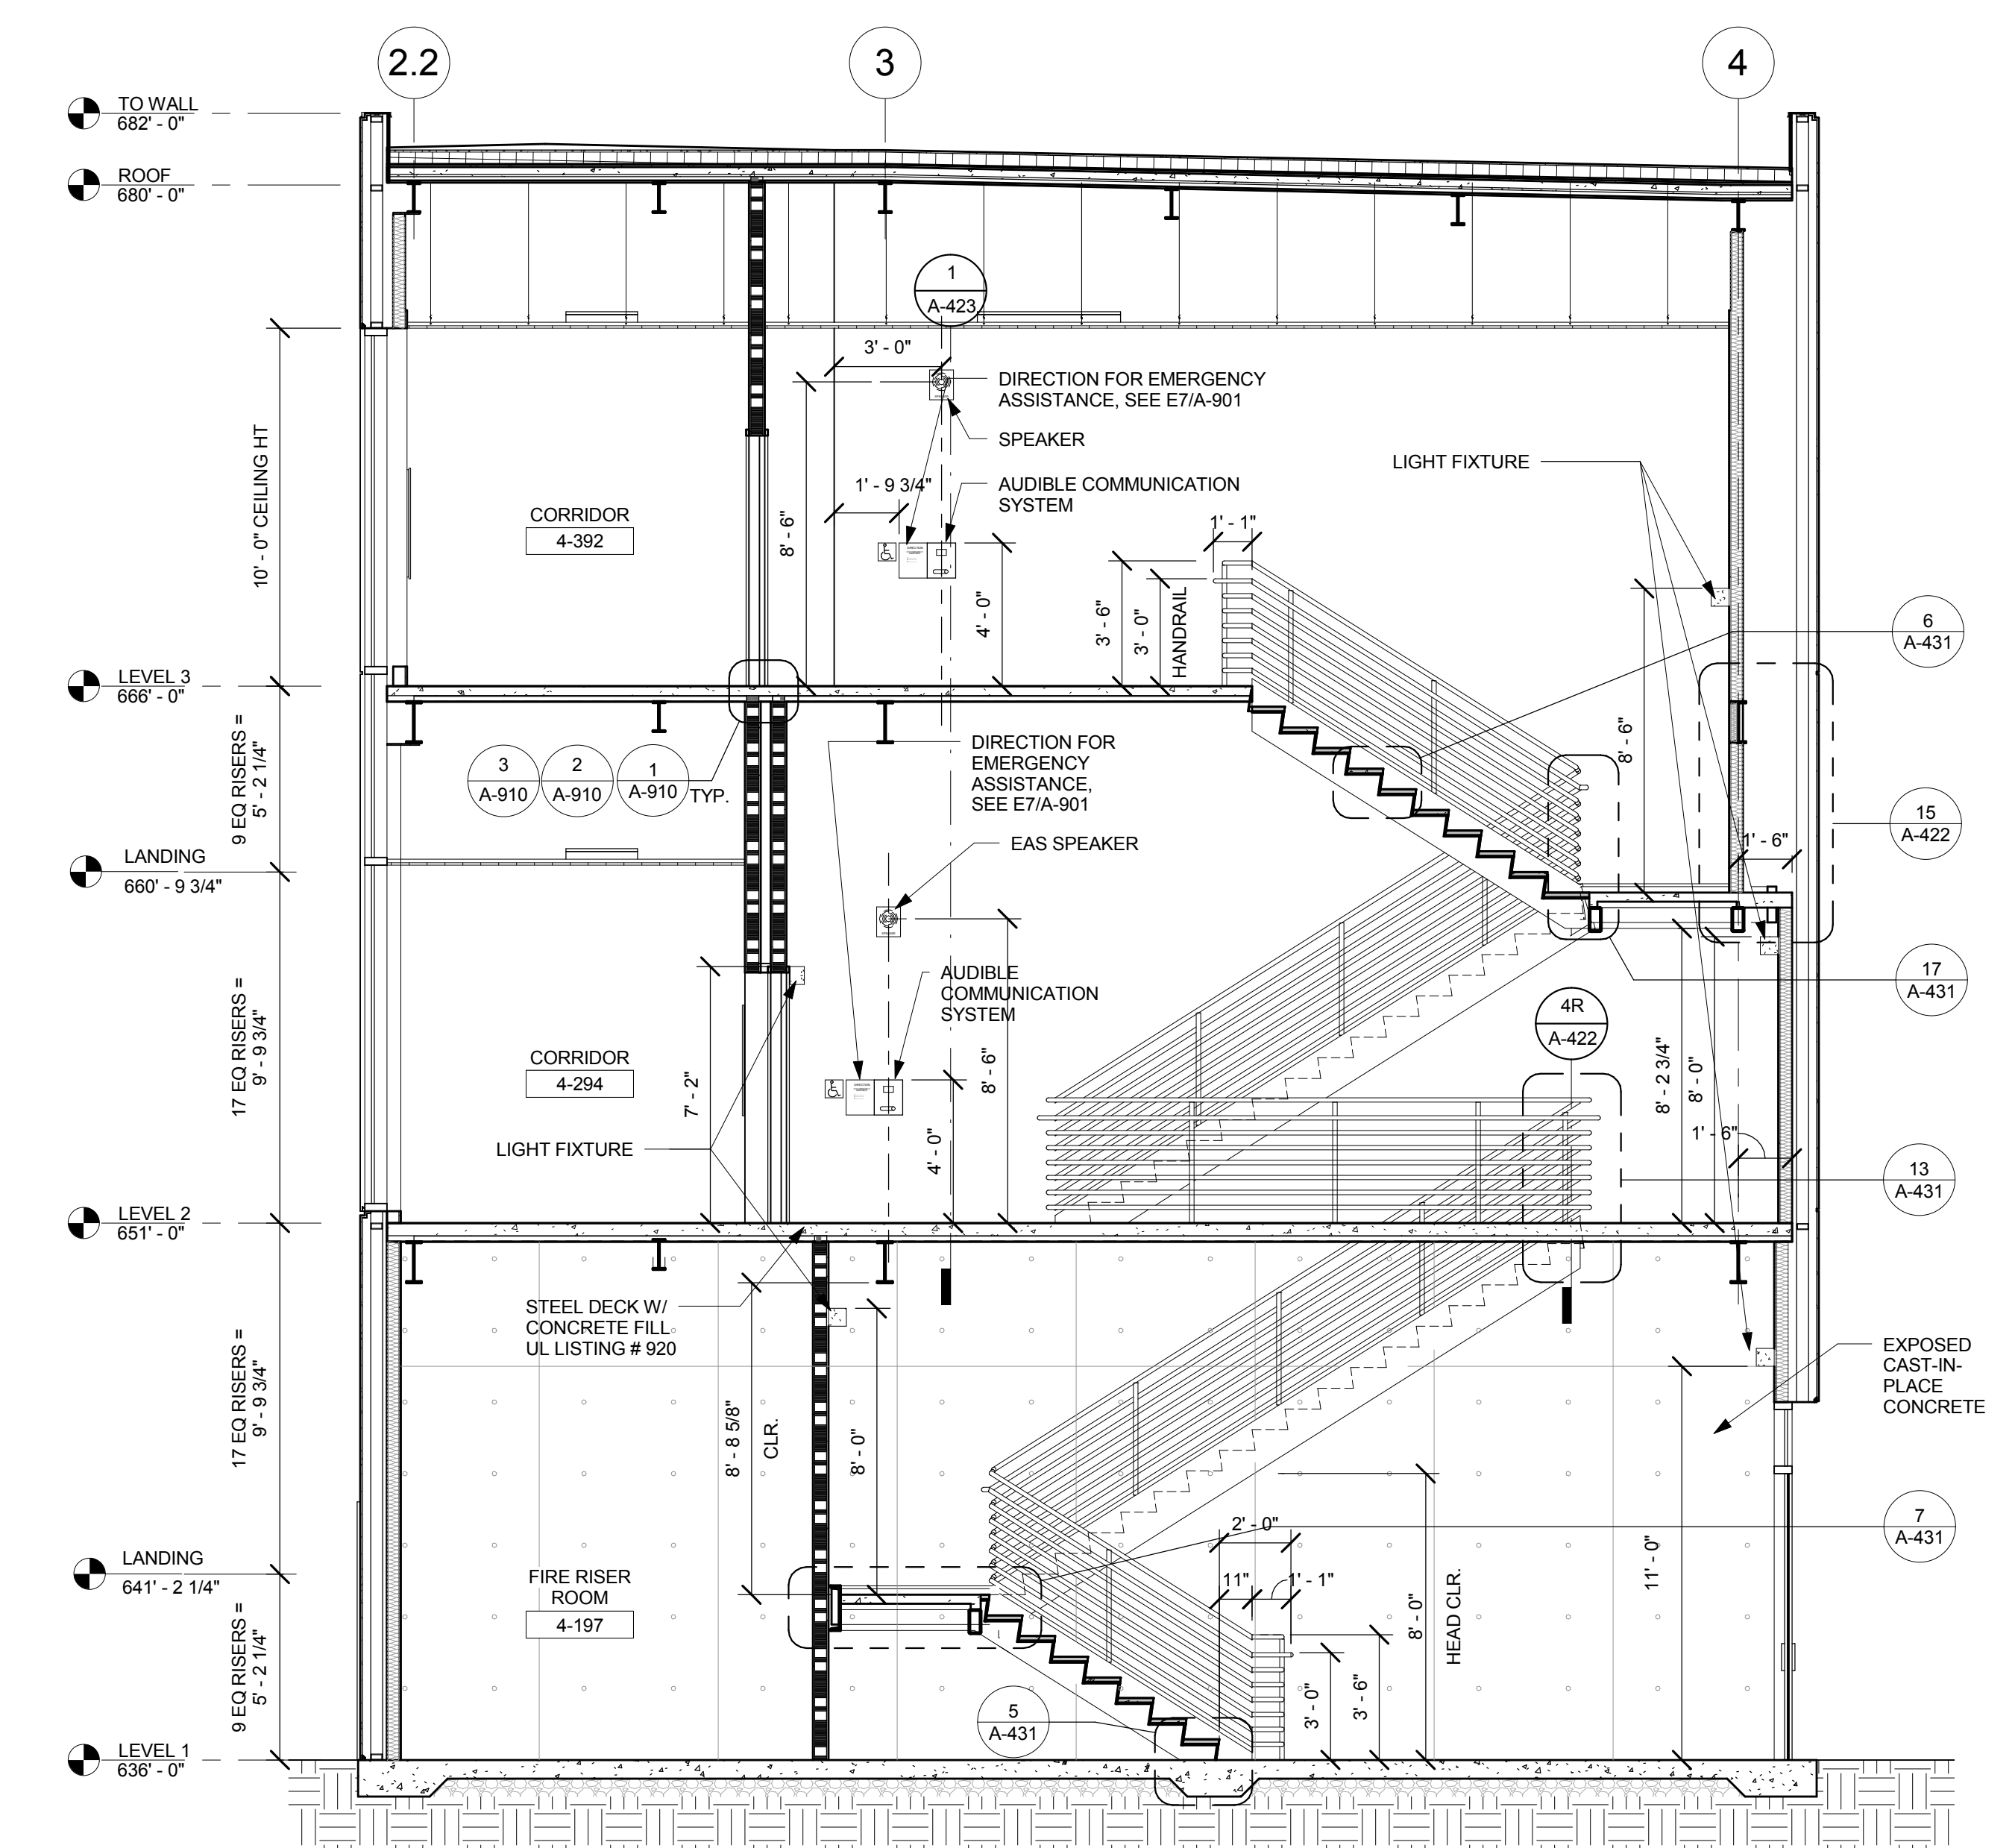 2.2
3
4
TO WALL
682' - 0"
ROOF
680' - 0"
1
A-423
3' - 0"
DIRECTION FOR EMERGENCY
ASSISTANCE, SEE E7/A-901
SPEAKER
LIGHT FIXTURE
10' - 0" CEILING HT
1' - 9 3/4"
AUDIBLE COMMUNICATION
SYSTEM
CORRIDOR
4-392
8' - 6"
1' - 1"
DIRECTION
4' - 0"
3' - 6"
3' - 0"
HANDRAIL
6
A-431
LEVEL 3
666' - 0"
8' - 6"
9 EQ RISERS =
5' - 2 1/4"
3
A-910
2
A-910
1
A-910
TYP.
DIRECTION FOR
EMERGENCY
ASSISTANCE,
SEE E7/A-901
15
A-422
1' - 6"
EAS SPEAKER
LANDING
660' - 9 3/4"
AUDIBLE
COMMUNICATION
SYSTEM
17
A-431
4R
A-422
17 EQ RISERS =
9' - 9 3/4"
CORRIDOR
4-294
7' - 2"
DIRECTION
8' - 6"
8' - 2 3/4"
8' - 0"
4' - 0"
LIGHT FIXTURE
1' - 6"
13
A-431
LEVEL 2
651' - 0"
STEEL DECK W/
CONCRETE FILL
UL LISTING # 920
EXPOSED
CAST-IN-
PLACE
CONCRETE
17 EQ RISERS =
9' - 9 3/4"
8' - 8 5/8"
CLR.
8' - 0"
7
A-431
2' - 0"
LANDING
641' - 2 1/4"
FIRE RISER
ROOM
4-197
11"
1' - 1"
8' - 0"
HEAD CLR.
11' - 0"
9 EQ RISERS =
5' - 2 1/4"
3' - 0"
3' - 6"
5
A-431
LEVEL 1
636' - 0"